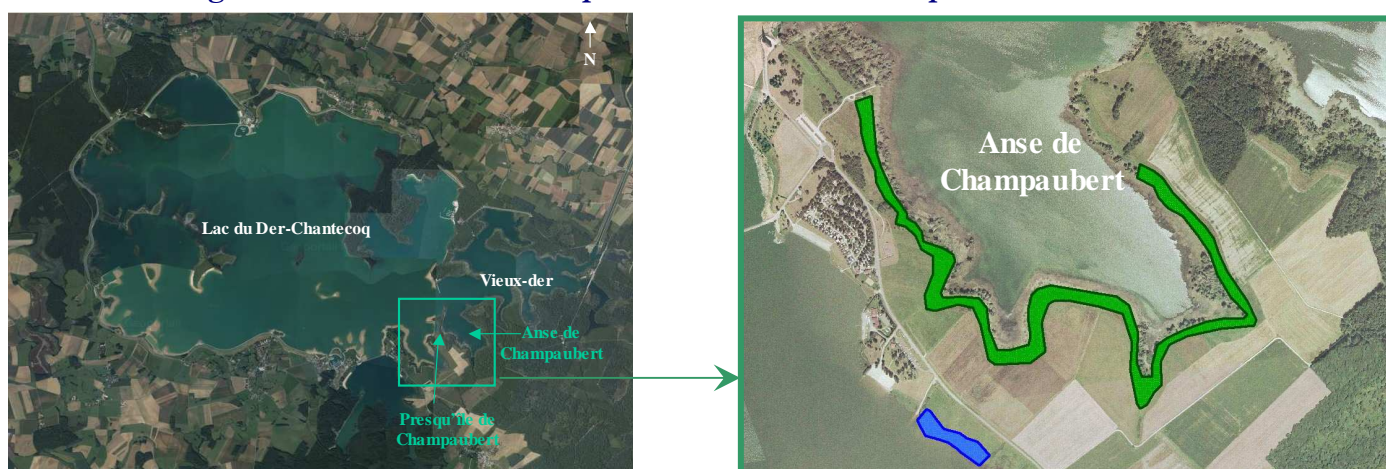 N
Lac du Der-Chantecoq
Vieux-der
Anse de
Champaubert
Presqu'île de
Champaubert
Anse de
Champaubert